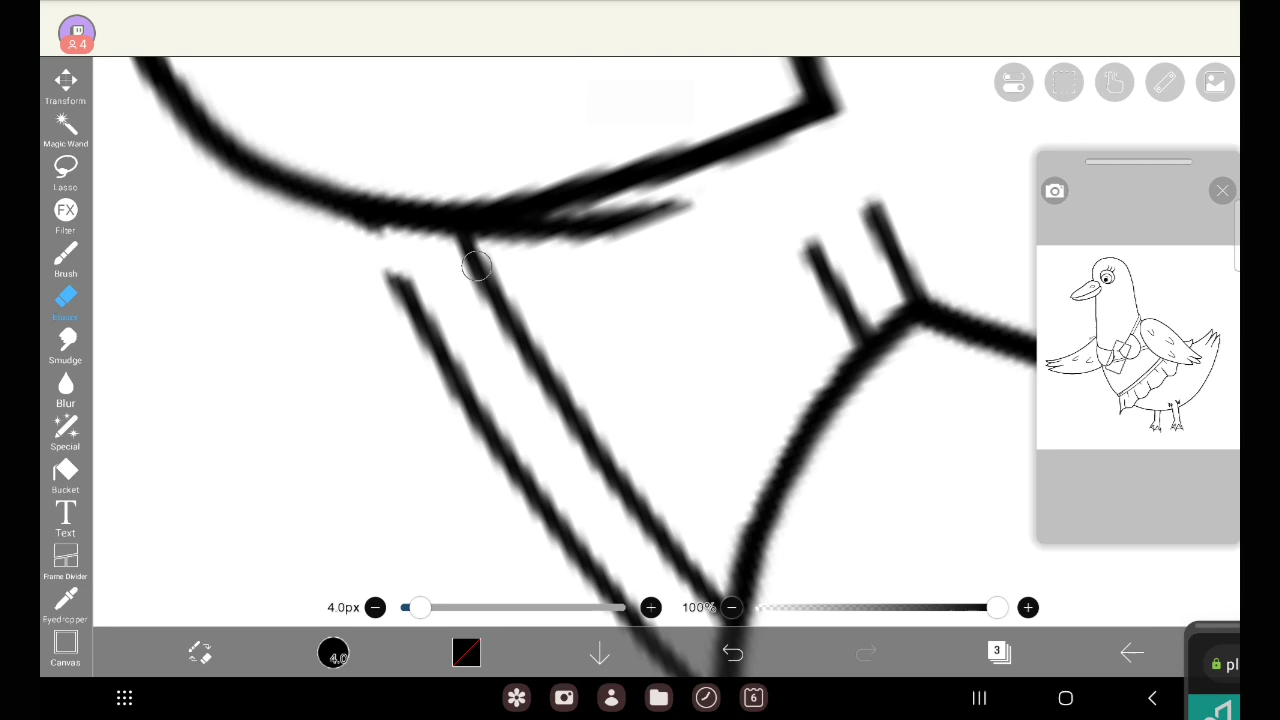 4
Transform
Magic Wand
Lasso
FX
Filter
Brush
Eraser
Smudge
Blur
Special
Bucket
T
Text
Frame Divider
Eyedropper
Canvas
4.0px
100%
4.0
3
6
pl